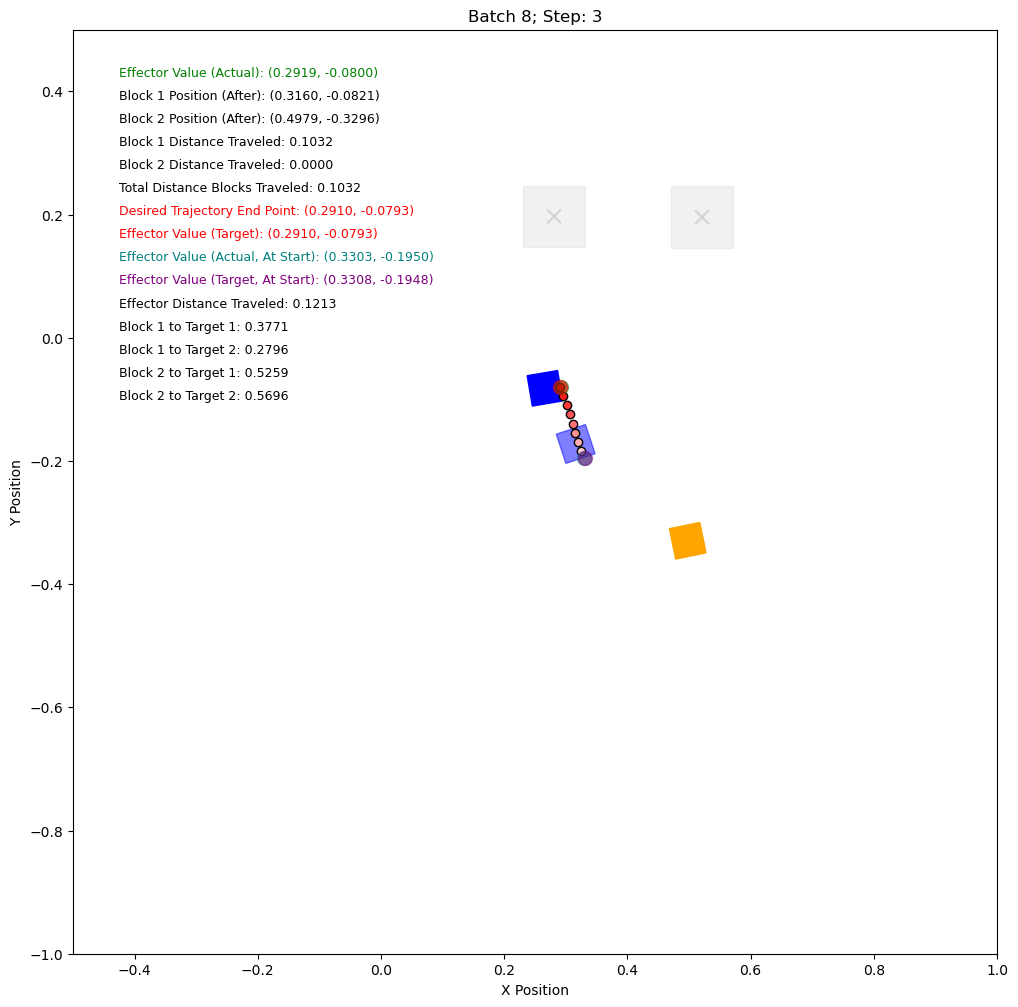 Batch 8; Step: 3
Effector Value (Actual): (0.2919, -0.0800)
Block 1 Position (After): (0.3160, -0.0821)
Block 2 Position (After): (0.4979, -0.3296)
Block 1 Distance Traveled: 0.1032
Block 2 Distance Traveled: 0.0000
Total Distance Blocks Traveled: 0.1032
Desired Trajectory End Point: (0.2910, -0.0793)
Effector Value (Target): (0.2910, -0.0793)
Effector Value (Actual, At Start): (0.3303, -0.1950)
Effector Value (Target, At Start): (0.3308, -0.1948)
Effector Distance Traveled: 0.1213
Block 1 to Target 1: 0.3771
Block 1 to Target 2: 0.2796
Block 2 to Target 1: 0.5259
Block 2 to Target 2: 0.5696
Y Position
0.4
0.2
0.0
−0.2
−0.4
−0.6
−0.8
−1.0
−0.4 −0.2 0.0 0.2 0.4 0.6 0.8 1.0
X Position